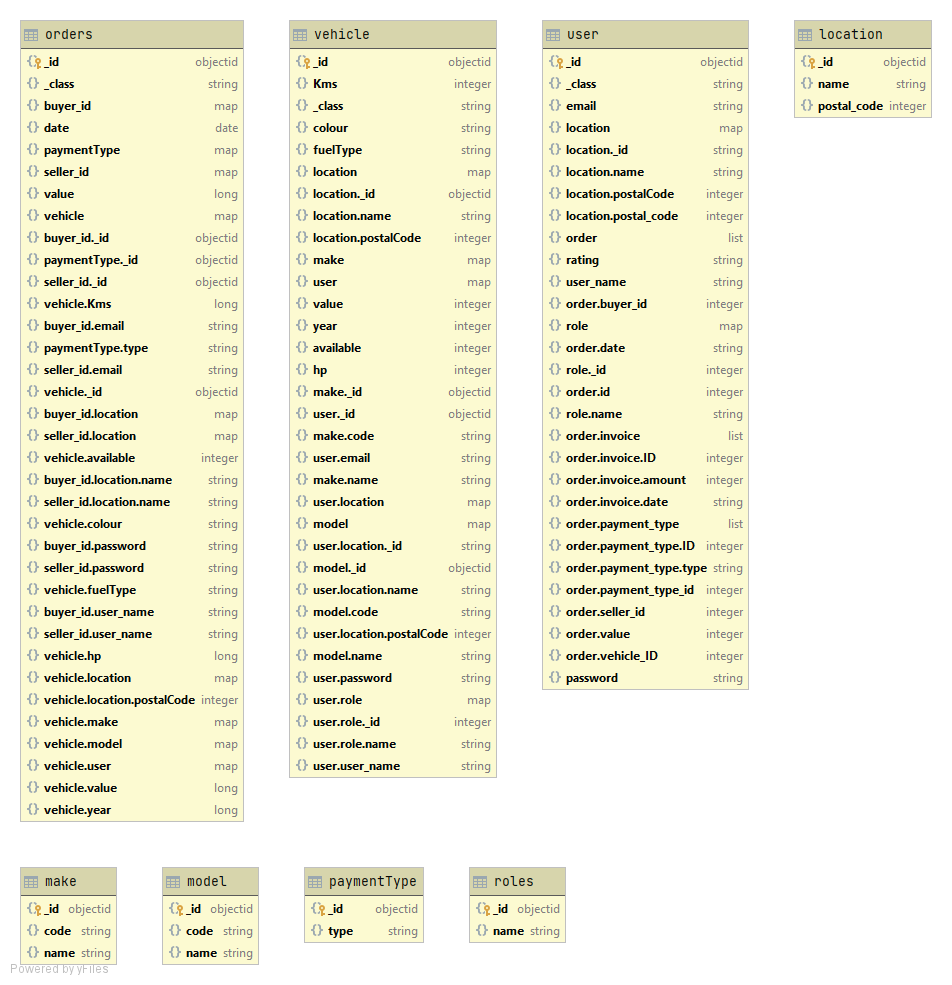 orders
_id objectid
_class string
buyer_id map
date date
paymentType map
seller_id map
value long
vehicle map
buyer_id._id objectid
paymentType._id objectid
seller_id._id objectid
vehicle.Kms long
buyer_id.email string
paymentType.type string
seller_id.email string
vehicle._id objectid
buyer_id.location map
seller_id.location map
vehicle.available integer
buyer_id.location.name string
seller_id.location.name string
vehicle.colour string
buyer_id.password string
seller_id.password string
vehicle.fuelType string
buyer_id.user_name string
seller_id.user_name string
vehicle.hp long
vehicle.location map
vehicle.location.postalCode integer
vehicle.make map
vehicle.model map
vehicle.user map
vehicle.value long
vehicle.year long
vehicle
_id objectid
Kms integer
_class string
colour string
fuelType string
location map
location._id objectid
location.name string
location.postalCode integer
make map
user map
value integer
year integer
available integer
hp integer
make._id objectid
user._id objectid
make.code string
user.email string
make.name string
user.location map
model map
user.location._id string
model._id objectid
user.location.name string
model.code string
user.location.postalCode integer
model.name string
user.password string
user.role map
user.role._id integer
user.role.name string
user.user_name string
user
_id objectid
_class string
email string
location map
location._id string
location.name string
location.postalCode integer
location.postal_code integer
order list
rating string
user_name string
order.buyer_id integer
role map
order.date string
role._id integer
order.id integer
role.name string
order.invoice list
order.invoice.ID integer
order.invoice.amount integer
order.invoice.date string
order.payment_type list
order.payment_type.ID integer
order.payment_type.type string
order.payment_type_id integer
order.seller_id integer
order.value integer
order.vehicle_ID integer
password string
location
_id objectid
name string
postal_code integer
make
_id objectid
code string
name string
model
_id objectid
code string
name string
paymentType
_id objectid
type string
roles
_id objectid
name string
Powered by yFiles